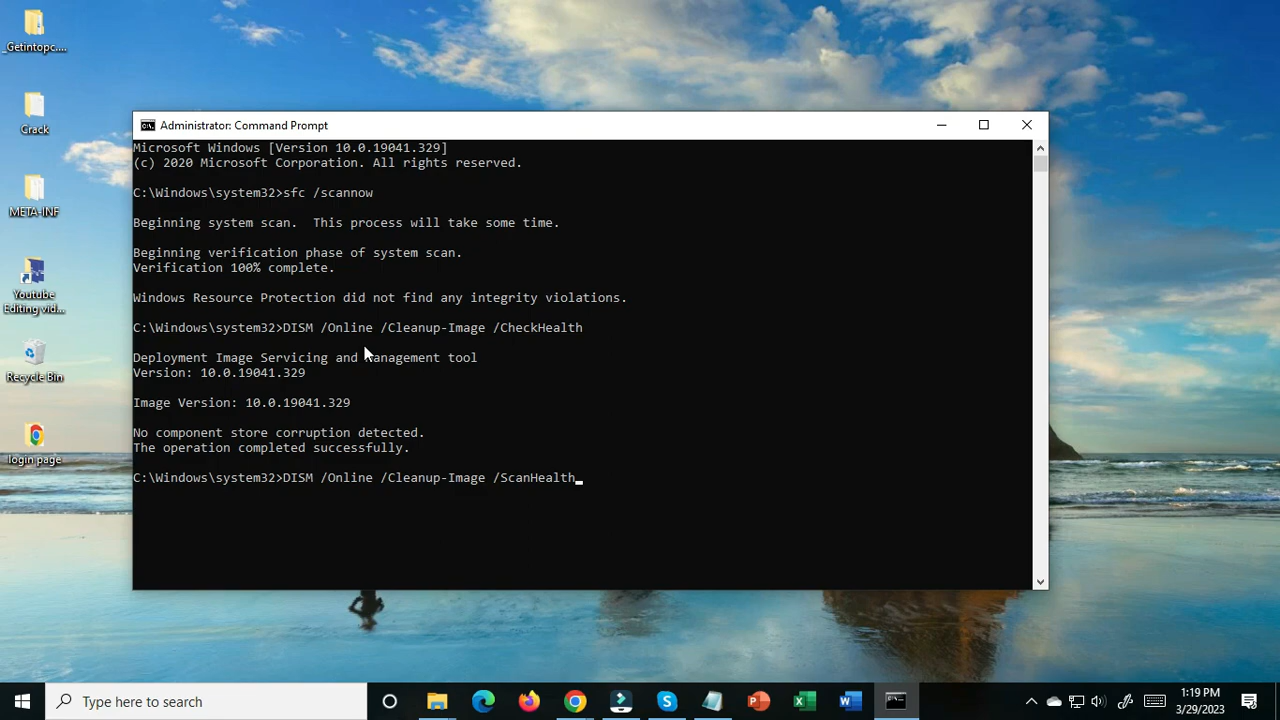 _Getintopc....
Crack
META-INF
Youtube
Editing vid...
Recycle Bin
login page
Administrator: Command Prompt
Microsoft Windows [Version 10.0.19041.329]
(c) 2020 Microsoft Corporation. All rights reserved.
C:\Windows\system32>sfc /scannow
Beginning system scan.  This process will take some time.
Beginning verification phase of system scan.
Verification 100% complete.
Windows Resource Protection did not find any integrity violations.
C:\Windows\system32>DISM /Online /Cleanup-Image /CheckHealth
Deployment Image Servicing and Management tool
Version: 10.0.19041.329
Image Version: 10.0.19041.329
No component store corruption detected.
The operation completed successfully.
C:\Windows\system32>DISM /Online /Cleanup-Image /ScanHealth
Type here to search
1:19 PM
3/29/2023